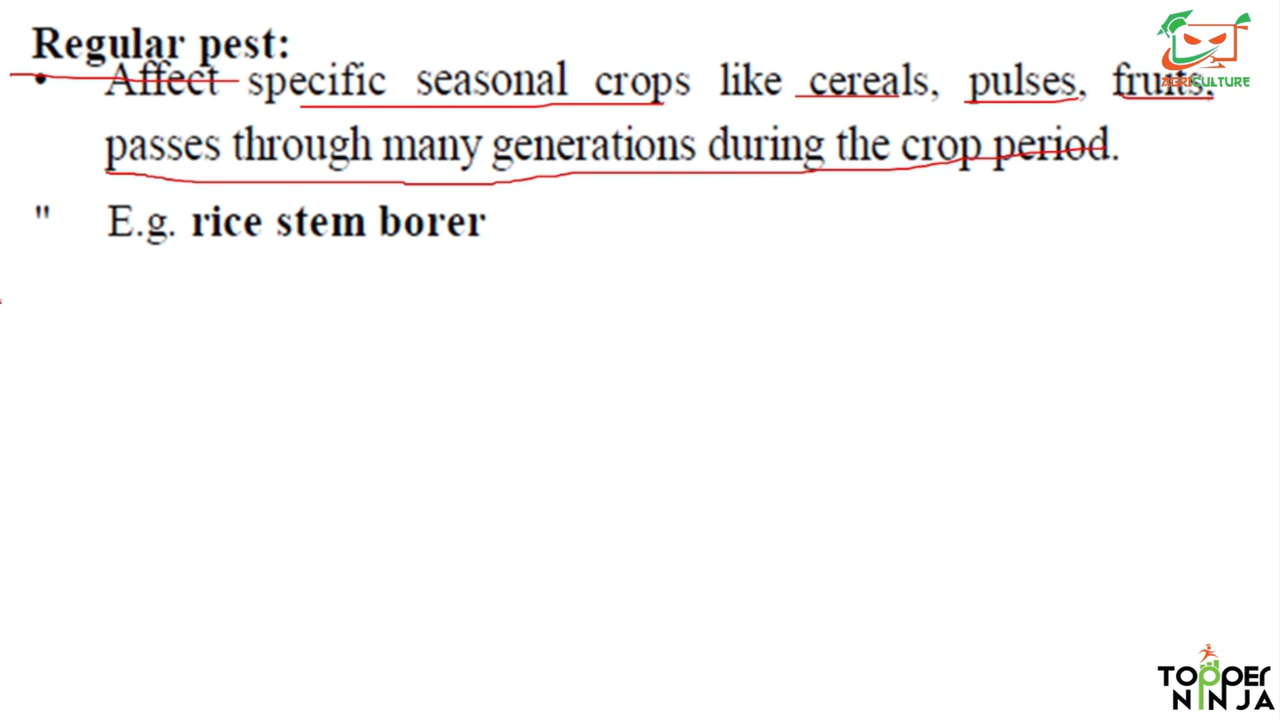 Regular pest:
• Affect specific seasonal crops like cereals, pulses, fruits,
passes through many generations during the crop period.
" E.g. rice stem borer
AGRICULTURE
TOPPER
NINJA